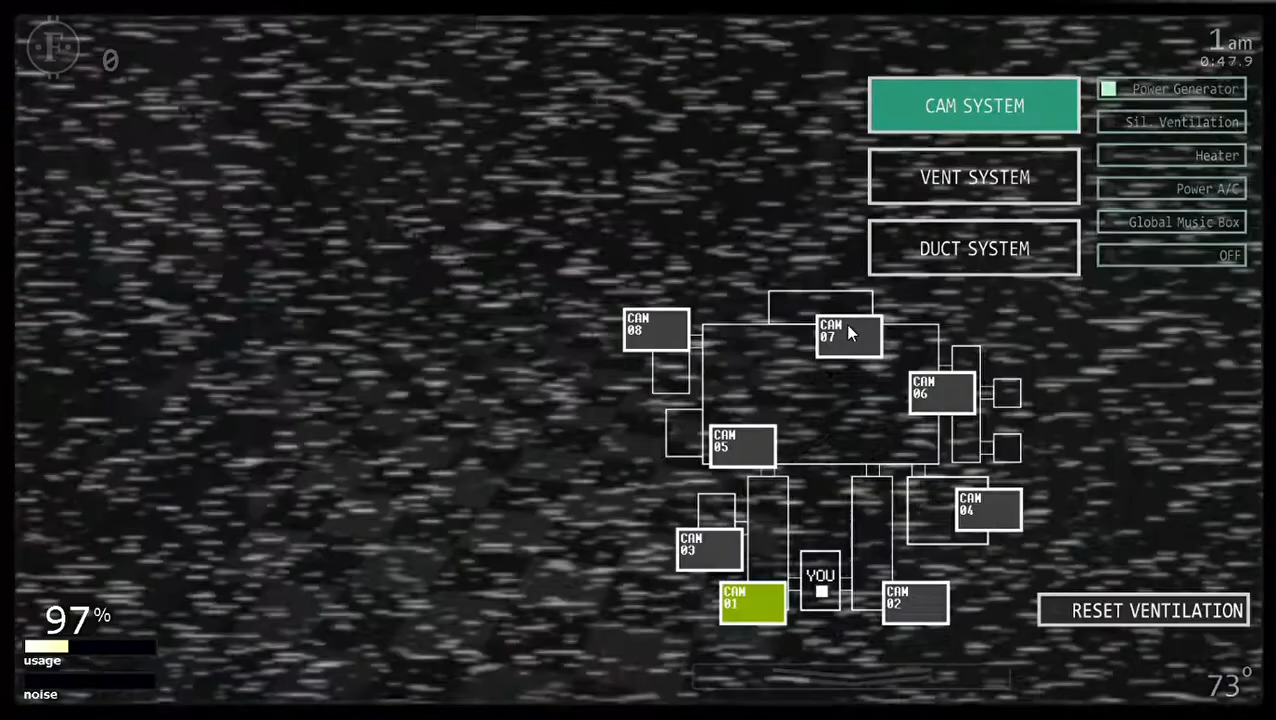 F 0
1am
0:47.9
CAM SYSTEM
Power Generator
Sil. Ventilation
VENT SYSTEM
Heater
Power A/C
DUCT SYSTEM
Global Music Box
OFF
CAM
08
CAM
07
CAM
06
CAM
05
CAM
04
CAM
03
YOU
CAM
01
CAM
02
RESET VENTILATION
97%
usage
noise
73°